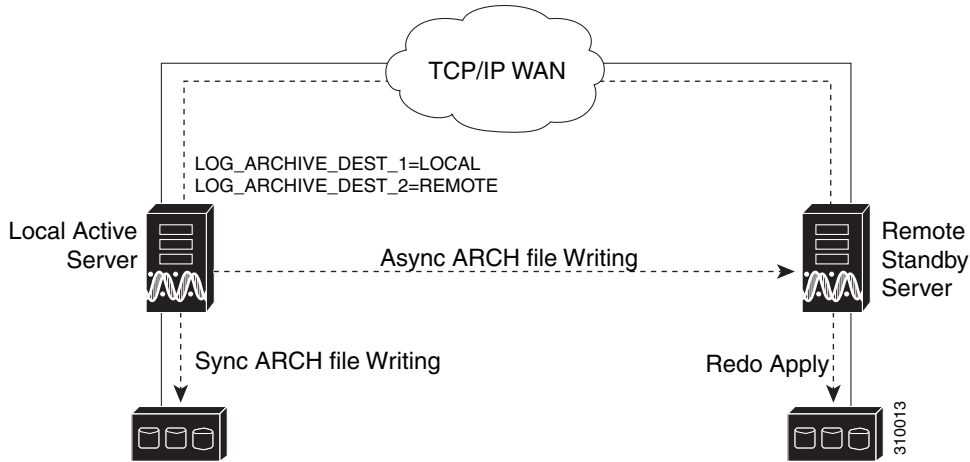 TCP/IP WAN
LOG_ARCHIVE_DEST_1=LOCAL
LOG_ARCHIVE_DEST_2=REMOTE
Local Active
Server
Async ARCH file Writing
Remote
Standby
Server
Sync ARCH file Writing
Redo Apply
310013